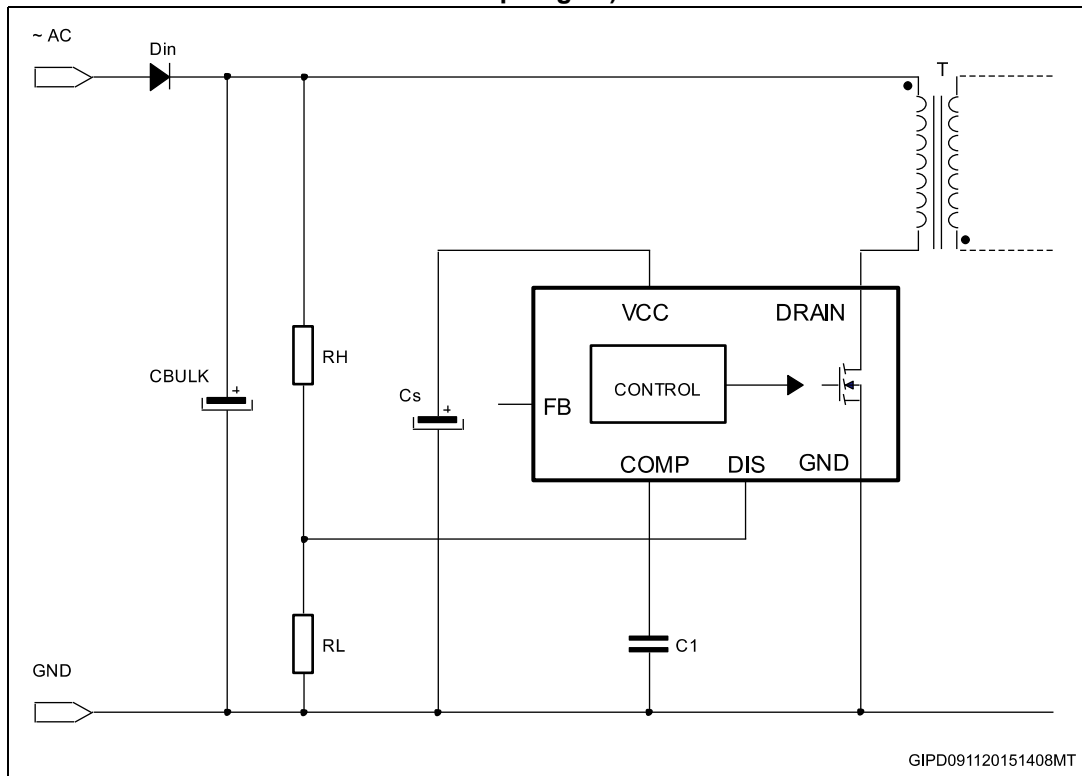 ~ AC
Din
T
RH
CBULK
+
Cs
+
VCC
DRAIN
CONTROL
FB
COMP
DIS
GND
RL
C1
GND
GIPD091120151408MT